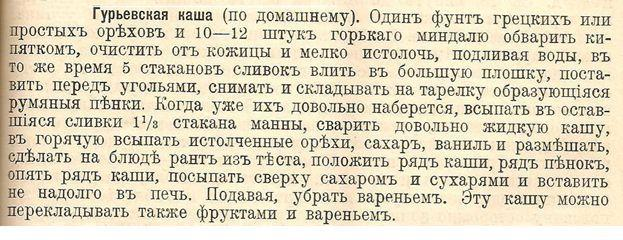 Гурьевская каша (по домашнему). Одинъ фунтъ грецкихъ или
простыхъ орѣховъ и 10—12 штукъ горькаго миндалю обварить ки-
пяткомъ, очистить отъ кожицы и мелко истолочь, подливая воды, въ
то же время 5 стакановъ сливокъ влить въ большую плошку, поста-
вить передъ угольями, снимать и складывать на тарелку образующіяся
румяныя пѣнки. Когда уже ихъ довольно наберется, всыпать въ остав-
шіяся сливки 1¹/₃ стакана манны, сварить довольно жидкую кашу,
въ горячую всыпать истолченные орѣхи, сахаръ, ваниль и размѣшать,
сдѣлать на блюдѣ рантъ изъ тѣста, положить рядъ каши, рядъ пѣнокъ,
опять рядъ каши, посыпать сверху сахаромъ и сухарями и вставить
не надолго въ печь. Подавая, убрать вареньемъ. Эту кашу можно
перекладывать также фруктами и вареньемъ.